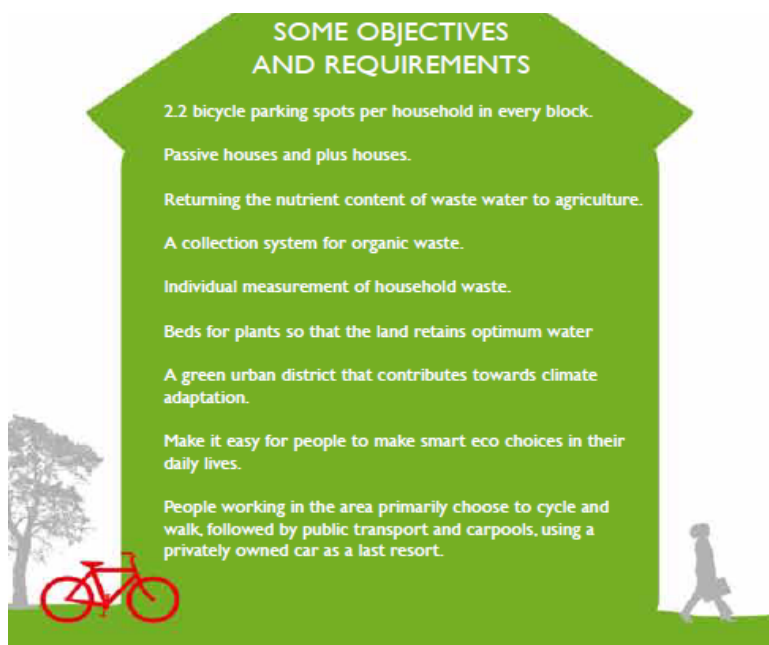 SOME OBJECTIVES
AND REQUIREMENTS
2.2 bicycle parking spots per household in every block.
Passive houses and plus houses.
Returning the nutrient content of waste water to agriculture.
A collection system for organic waste.
Individual measurement of household waste.
Beds for plants so that the land retains optimum water
A green urban district that contributes towards climate
adaptation.
Make it easy for people to make smart eco choices in their
daily lives.
People working in the area primarily choose to cycle and
walk, followed by public transport and carpools, using a
privately owned car as a last resort.